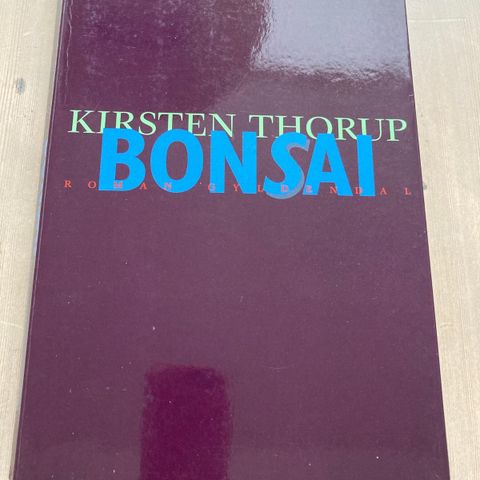 KIRSTEN THORUP
BONSAI
ROMAN GYLDENDAL